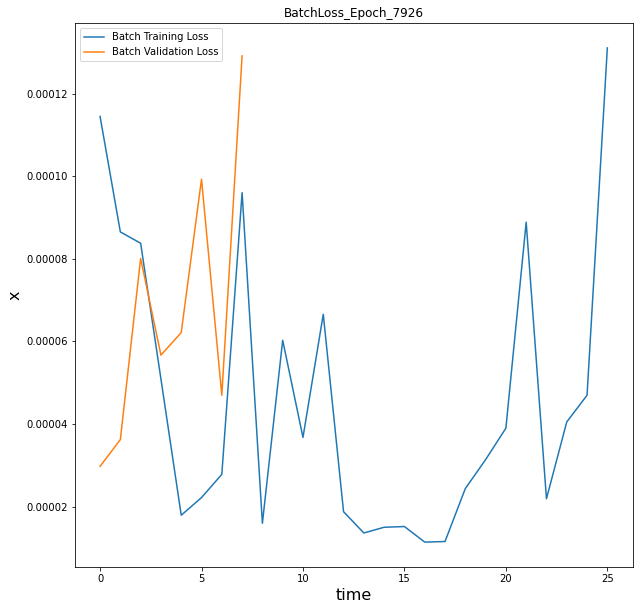 BatchLoss_Epoch_7926
Batch Training Loss
Batch Validation Loss
0.00012
0.00010
0.00008
0.00006
0.00004
0.00002
x
0 5 10 15 20 25
time